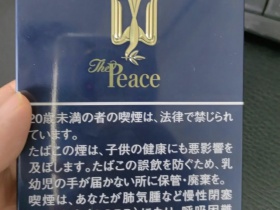 The
Peace
20歳未満の者の喫煙は、法律で禁じられ
ています。
たばこの煙は、子供の健康にも悪影響を
及ぼします。たばこの誤飲を防ぐため、乳
幼児の手が届かない所に保管・廃棄を。
喫煙は、あなたが肺気腫など慢性閉塞